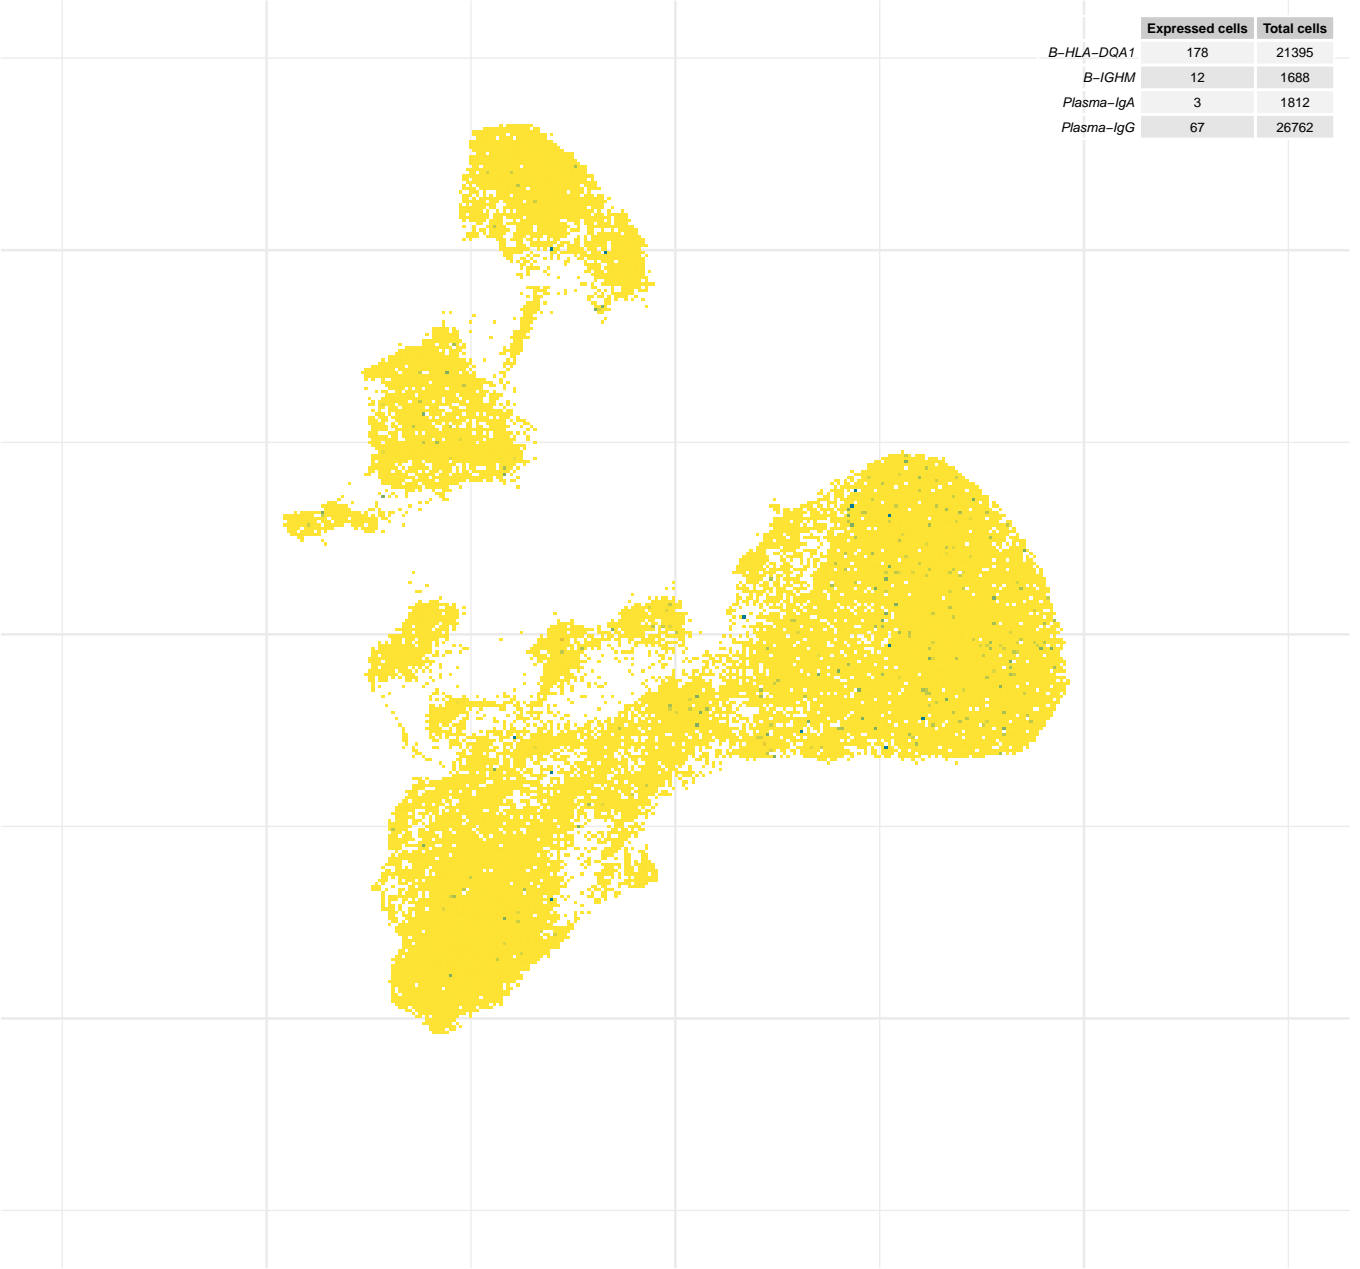 Expressed cells Total cells
B−HLA−DQA1 178 21395
B−IGHM 12 1688
Plasma−IgA 3 1812
Plasma−IgG 67 26762